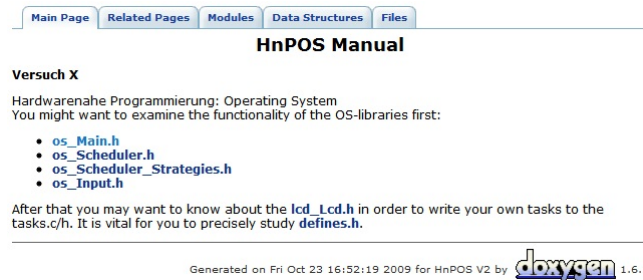 Main Page Related Pages Modules Data Structures Files
HnPOS Manual
Versuch X
Hardwarenahe Programmierung: Operating System
You might want to examine the functionality of the OS-libraries first:
• os_Main.h
• os_Scheduler.h
• os_Scheduler_Strategies.h
• os_Input.h
After that you may want to know about the lcd_Lcd.h in order to write your own tasks to the
tasks.c/h. It is vital for you to precisely study defines.h.
Generated on Fri Oct 23 16:52:19 2009 for HnPOS V2 by doxygen 1.6.